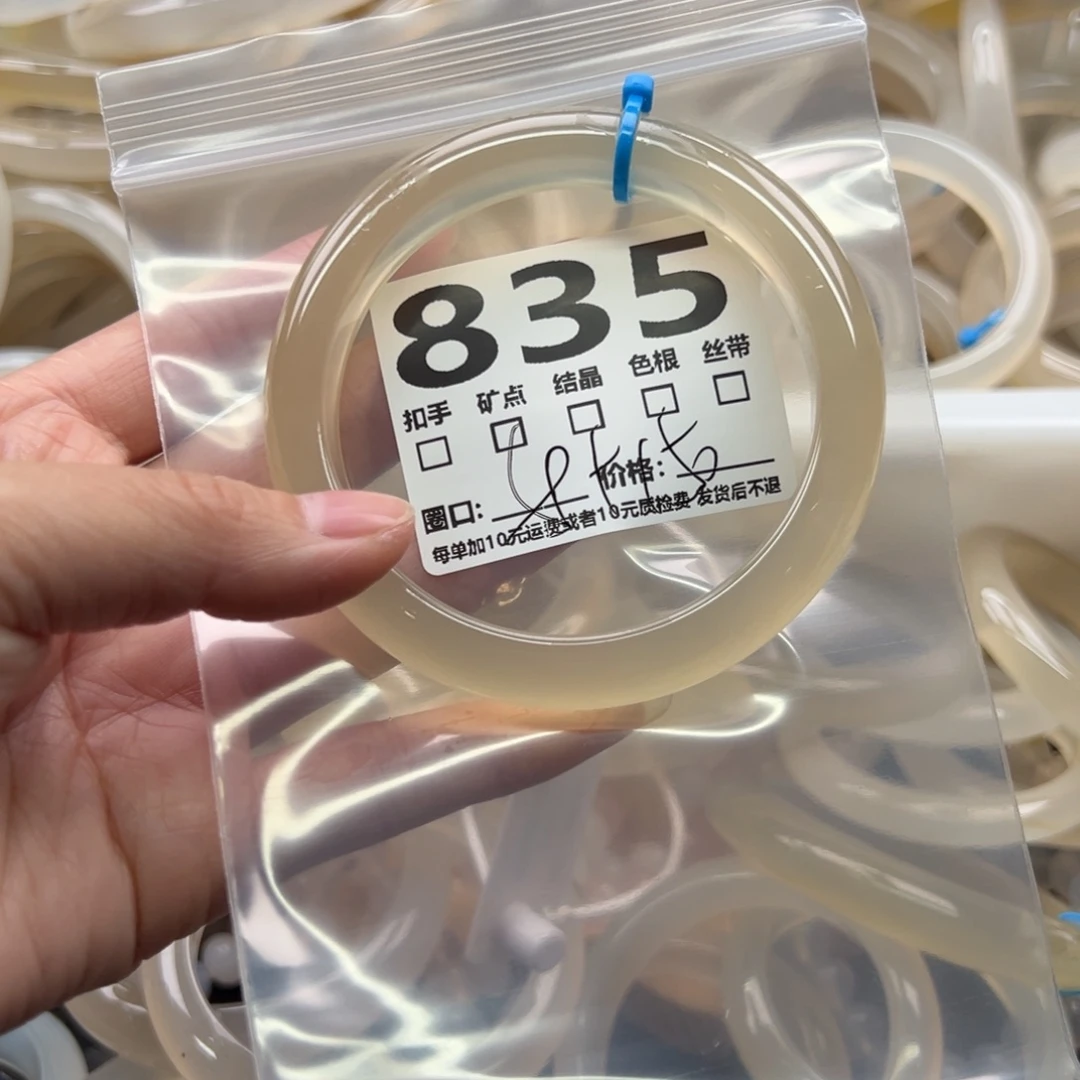 835
扣手 矿点 结晶 色根 丝带
圈口: 价格:
每单加10元运费或者10元质检费 发货后不退